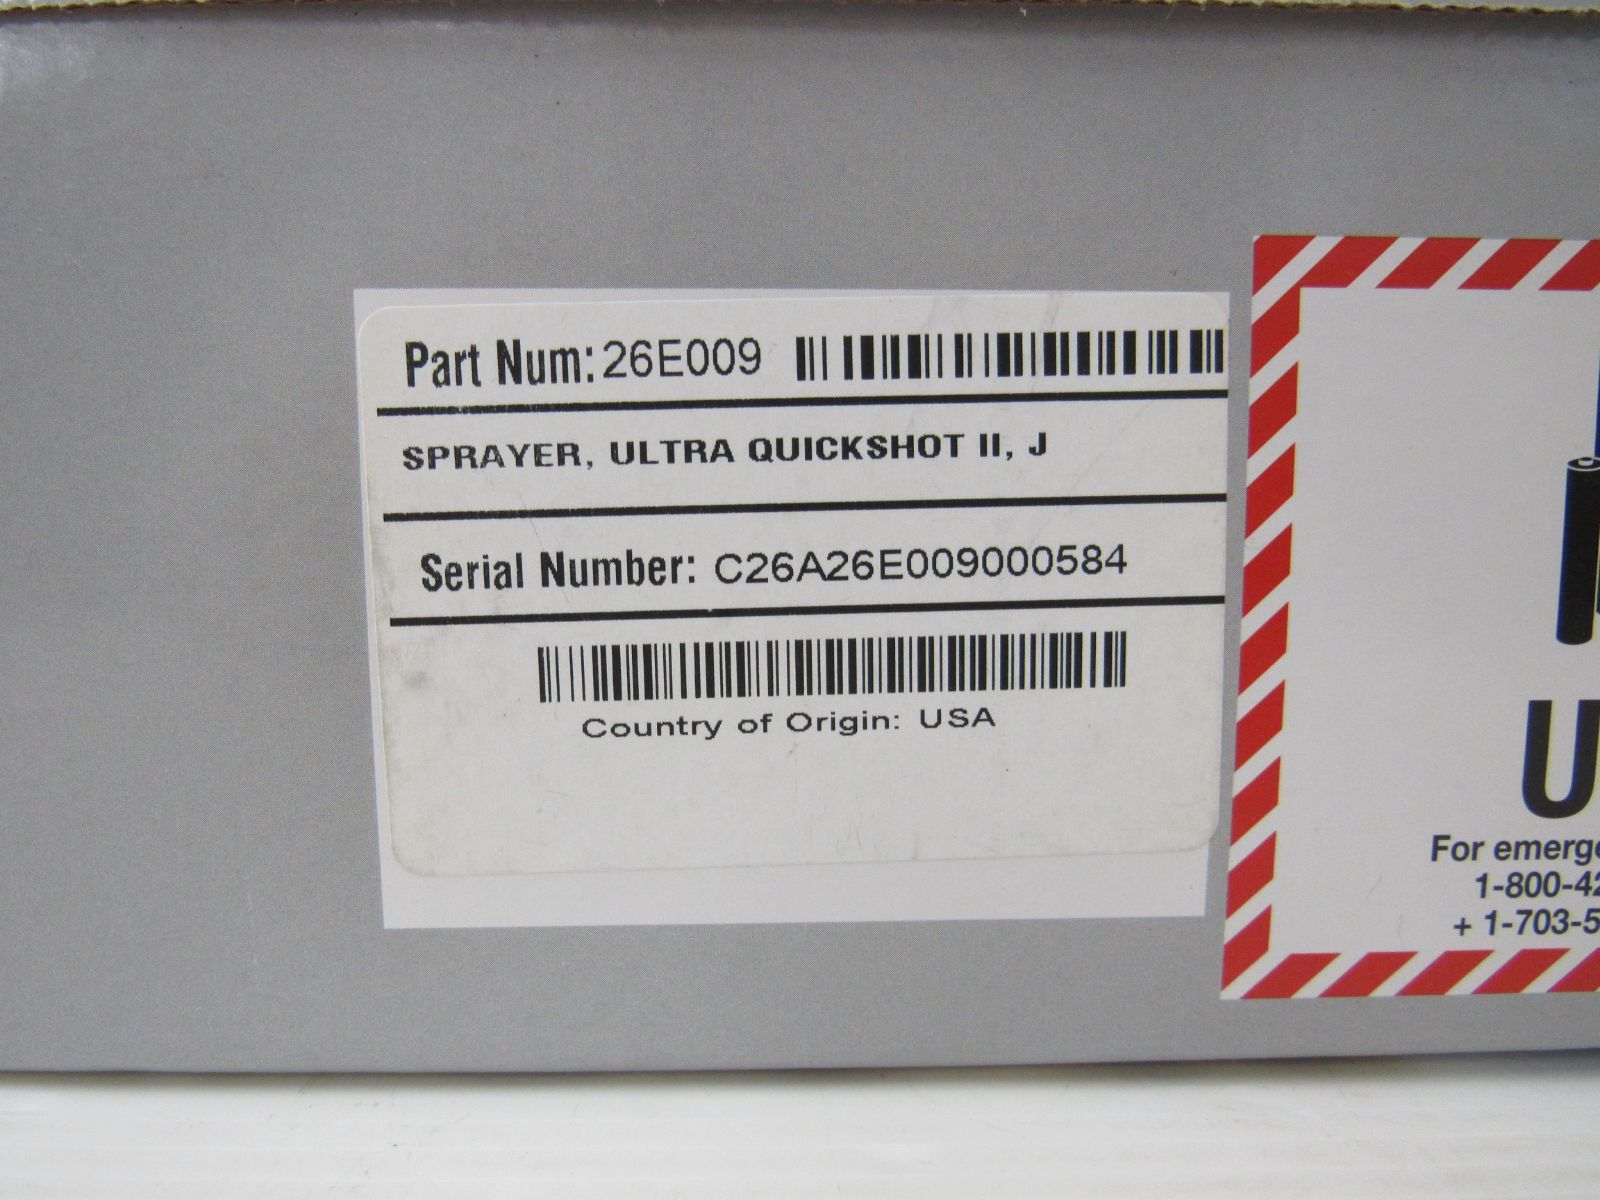 Part Num: 26E009
SPRAYER, ULTRA QUICKSHOT II, J
Serial Number: C26A26E009000584
Country of Origin: USA
U
For emerge
1-800-42
+ 1-703-5